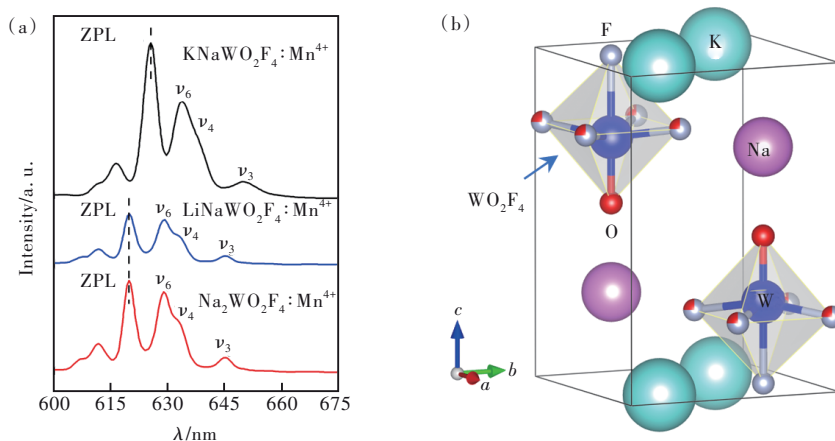 (a)
ZPL
KNaWO₂F₄:Mn⁴⁺
ν₆
ν₄
ν₃
ZPL
ν₆
LiNaWO₂F₄:Mn⁴⁺
ν₄
ν₃
ZPL
ν₆
Na₂WO₂F₄:Mn⁴⁺
ν₄
ν₃
Intensity/a. u.
600 615 630 645 660 675
λ/nm
(b)
F
K
Na
WO₂F₄
O
W
c
b
a